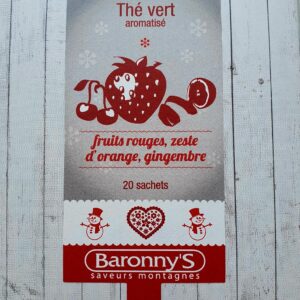 Thé vert
aromatisé
fruits rouges, zeste
d'orange, gingembre
20 sachets
Baronny's
saveurs montagnes